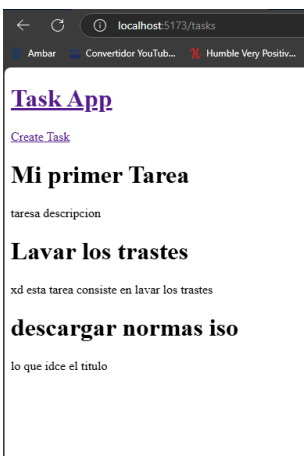 localhost:5173/tasks
Ambar Convertidor YouTub... Humble Very Positiv...
Task App
Create Task
Mi primer Tarea
taresa descripcion
Lavar los trastes
xd esta tarea consiste en lavar los trastes
descargar normas iso
lo que idce el titulo